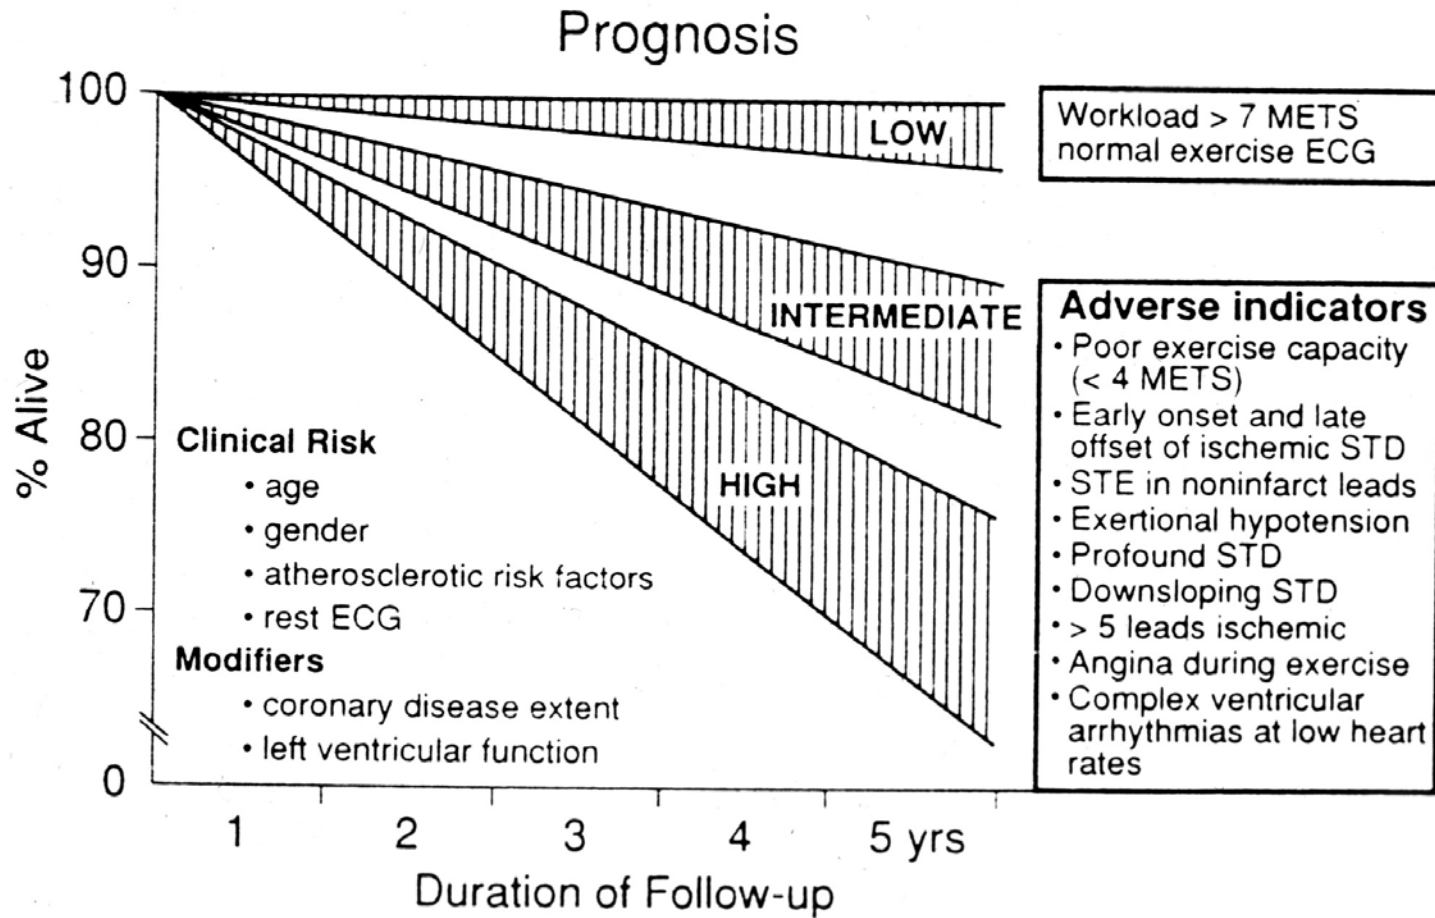 Prognosis
100
90
80
70
0
% Alive
LOW
INTERMEDIATE
HIGH
Clinical Risk
• age
• gender
• atherosclerotic risk factors
• rest ECG
Modifiers
• coronary disease extent
• left ventricular function
1 2 3 4 5 yrs
Duration of Follow-up
Workload > 7 METS
normal exercise ECG
Adverse indicators
• Poor exercise capacity
(< 4 METS)
• Early onset and late
offset of ischemic STD
• STE in noninfarct leads
• Exertional hypotension
• Profound STD
• Downsloping STD
• > 5 leads ischemic
• Angina during exercise
• Complex ventricular
arrhythmias at low heart
rates